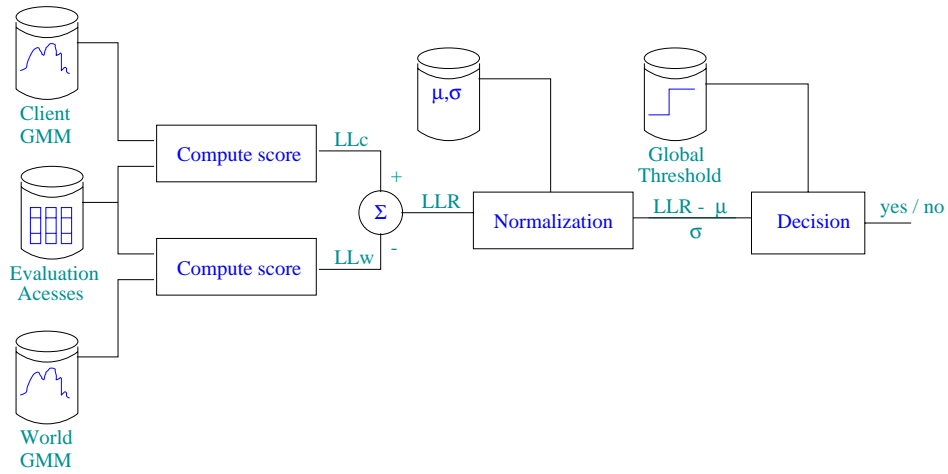 Client
GMM
Compute score
LLc
Evaluation
Acesses
Compute score
LLw
World
GMM
+
Σ
-
LLR
μ,σ
Normalization
LLR - μ
σ
Global
Threshold
Decision
yes / no